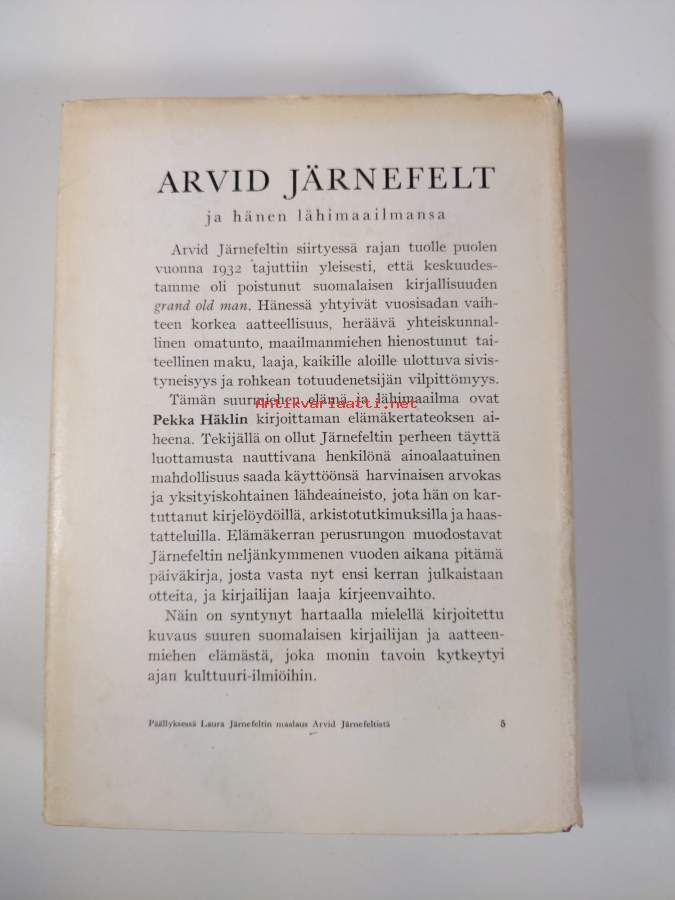 ARVID JÄRNEFELT
ja hänen lähimaailmansa
Arvid Järnefeltin siirtyessä rajan tuolle puolen
vuonna 1932 tajuttiin yleisesti, että keskuudes-
tamme oli poistunut suomalaisen kirjallisuuden
grand old man. Hänessä yhtyivät vuosisadan vaih-
teen korkea aatteellisuus, heräävä yhteiskunnal-
linen omatunto, maailmanmiehen hienostunut tai-
teellinen maku, laaja, kaikille aloille ulottuva sivis-
tyneisyys ja rohkean totuudenetsijän vilpittömyys.
Tämän suurmiehen elämä ja lähimaailma ovat
Antikvariaatti.net
Pekka Häklin kirjoittaman elämäkertateoksen ai-
heena. Tekijällä on ollut Järnefeltin perheen täyttä
luottamusta nauttivana henkilönä ainoalaatuinen
mahdollisuus saada käyttöönsä harvinaisen arvokas
ja yksityiskohtainen lähdeaineisto, jota hän on kar-
tuttanut kirjelöydöillä, arkistotutkimuksilla ja haas-
tatteluilla. Elämäkerran perusrungon muodostavat
Järnefeltin neljänkymmenen vuoden aikana pitämä
päiväkirja, josta vasta nyt ensi kerran julkaistaan
otteita, ja kirjailijan laaja kirjeenvaihto.
Näin on syntynyt hartaalla mielellä kirjoitettu
kuvaus suuren suomalaisen kirjailijan ja aatteen-
miehen elämästä, joka monin tavoin kytkeytyi
ajan kulttuuri-ilmiöihin.
Päällyksessä Laura Järnefeltin maalaus Arvid Järnefeltistä 5